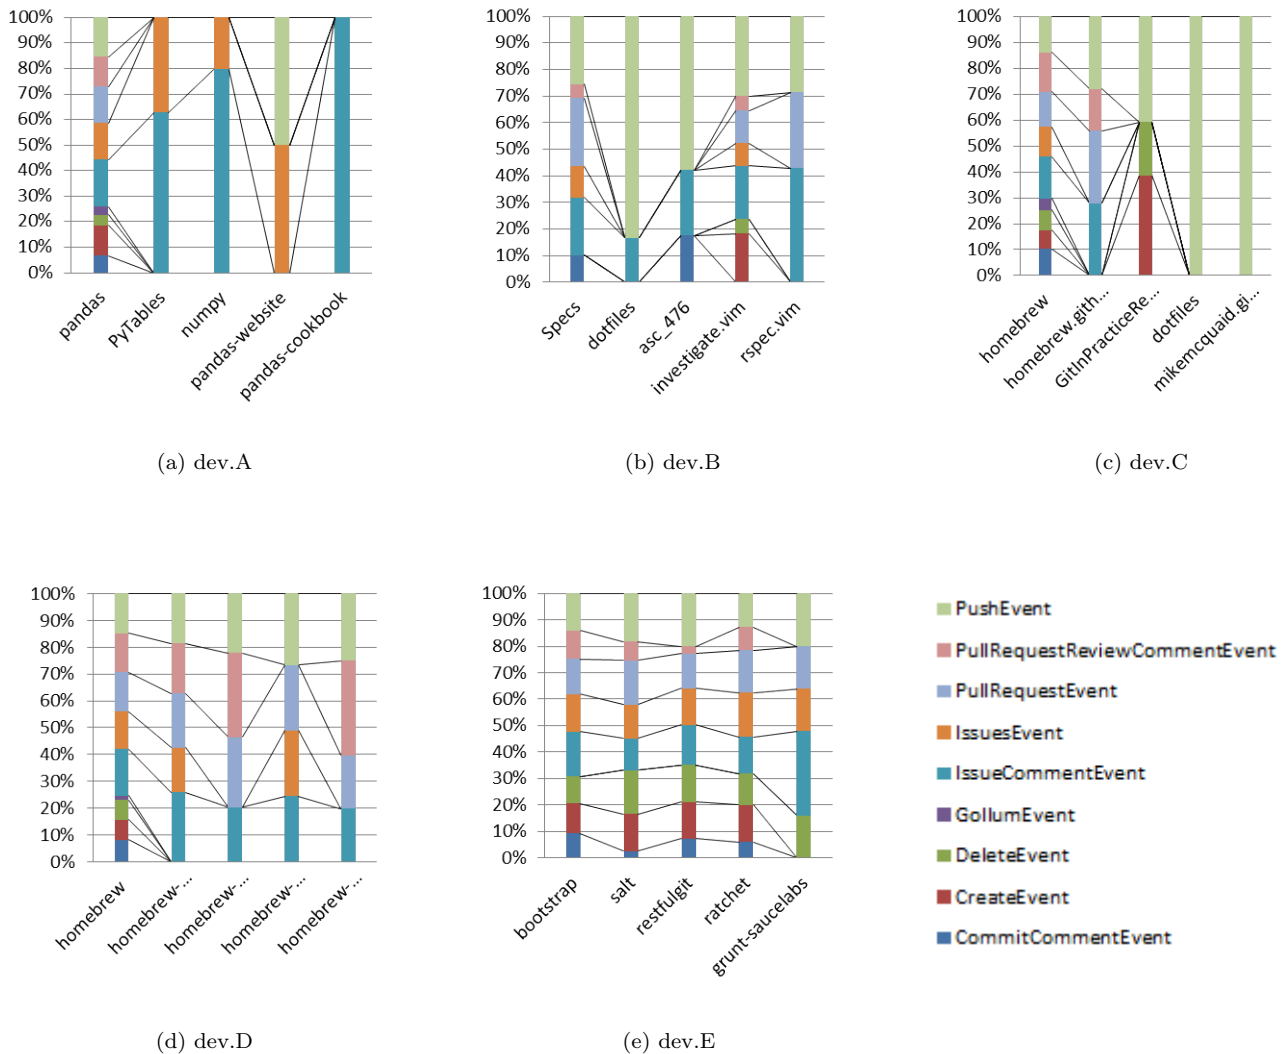 100%
90%
80%
70%
60%
50%
40%
30%
20%
10%
0%
pandas
PyTables
numpy
pandas-website
pandas-cookbook
(a) dev.A
100%
90%
80%
70%
60%
50%
40%
30%
20%
10%
0%
Specs
dotfiles
asc_476
investigate.vim
rspec.vim
(b) dev.B
100%
90%
80%
70%
60%
50%
40%
30%
20%
10%
0%
homebrew
homebrew.gith...
GitInPracticeRe...
dotfiles
mikemcquaid.gi...
(c) dev.C
100%
90%
80%
70%
60%
50%
40%
30%
20%
10%
0%
homebrew
homebrew-...
homebrew-...
homebrew-...
homebrew-...
(d) dev.D
100%
90%
80%
70%
60%
50%
40%
30%
20%
10%
0%
bootstrap
salt
restfulgit
ratchet
grunt-saucelabs
(e) dev.E
PushEvent
PullRequestReviewCommentEvent
PullRequestEvent
IssuesEvent
IssueCommentEvent
GollumEvent
DeleteEvent
CreateEvent
CommitCommentEvent